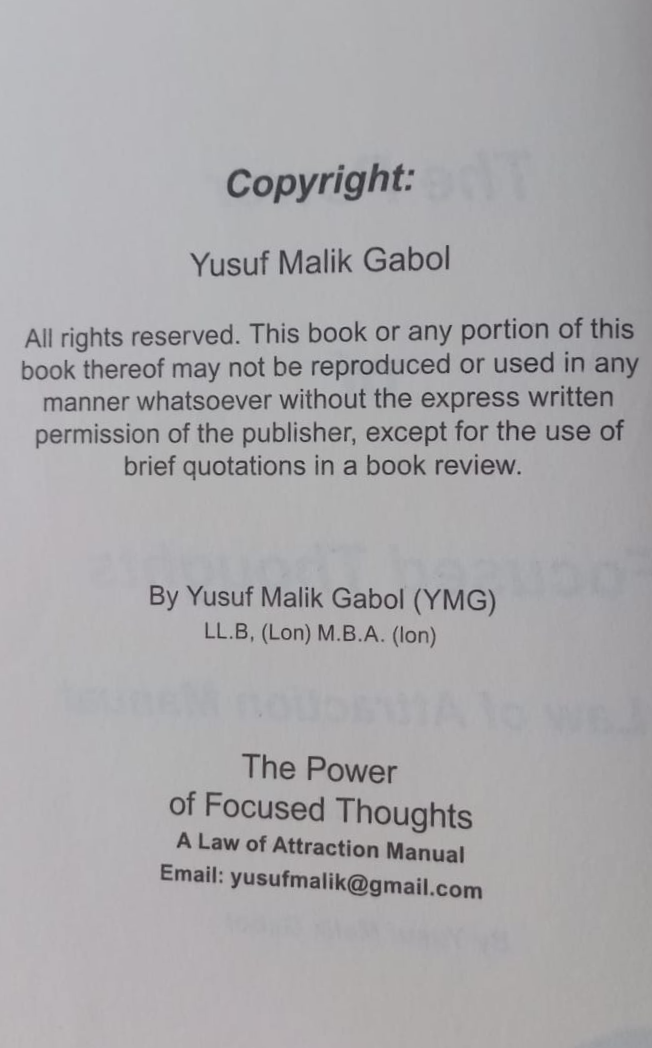 Copyright:
Yusuf Malik Gabol
All rights reserved. This book or any portion of this
book thereof may not be reproduced or used in any
manner whatsoever without the express written
permission of the publisher, except for the use of
brief quotations in a book review.
By Yusuf Malik Gabol (YMG)
LL.B, (Lon) M.B.A. (lon)
The Power
of Focused Thoughts
A Law of Attraction Manual
Email: yusufmalik@gmail.com